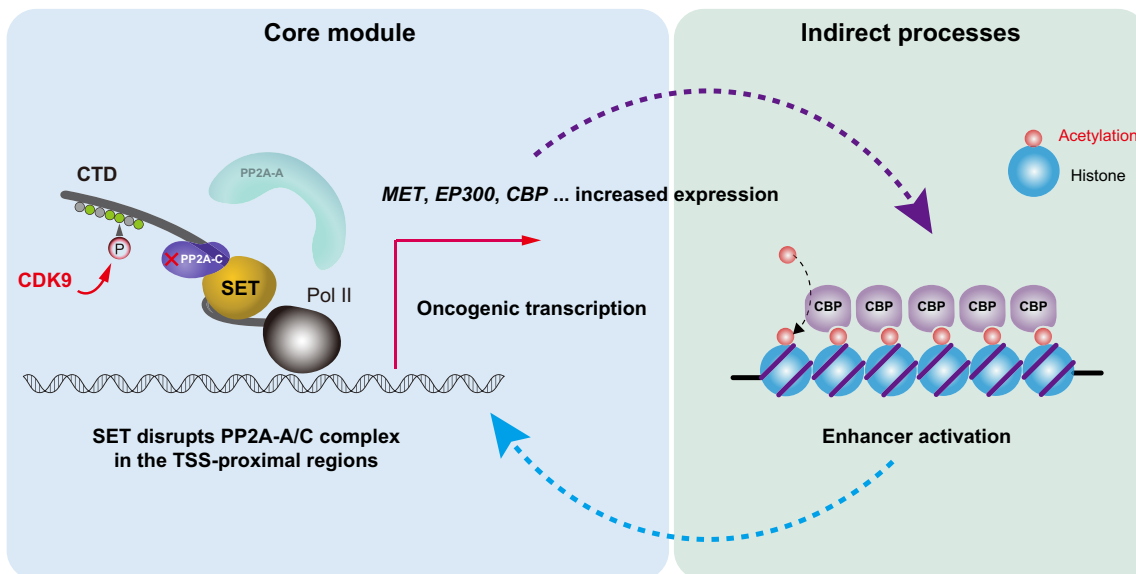 Core module
Indirect processes
CTD
PP2A-A
P
CDK9
PP2A-C
SET
Pol II
MET, EP300, CBP ... increased expression
Oncogenic transcription
SET disrupts PP2A-A/C complex
in the TSS-proximal regions
Acetylation
Histone
CBP CBP CBP CBP CBP
Enhancer activation